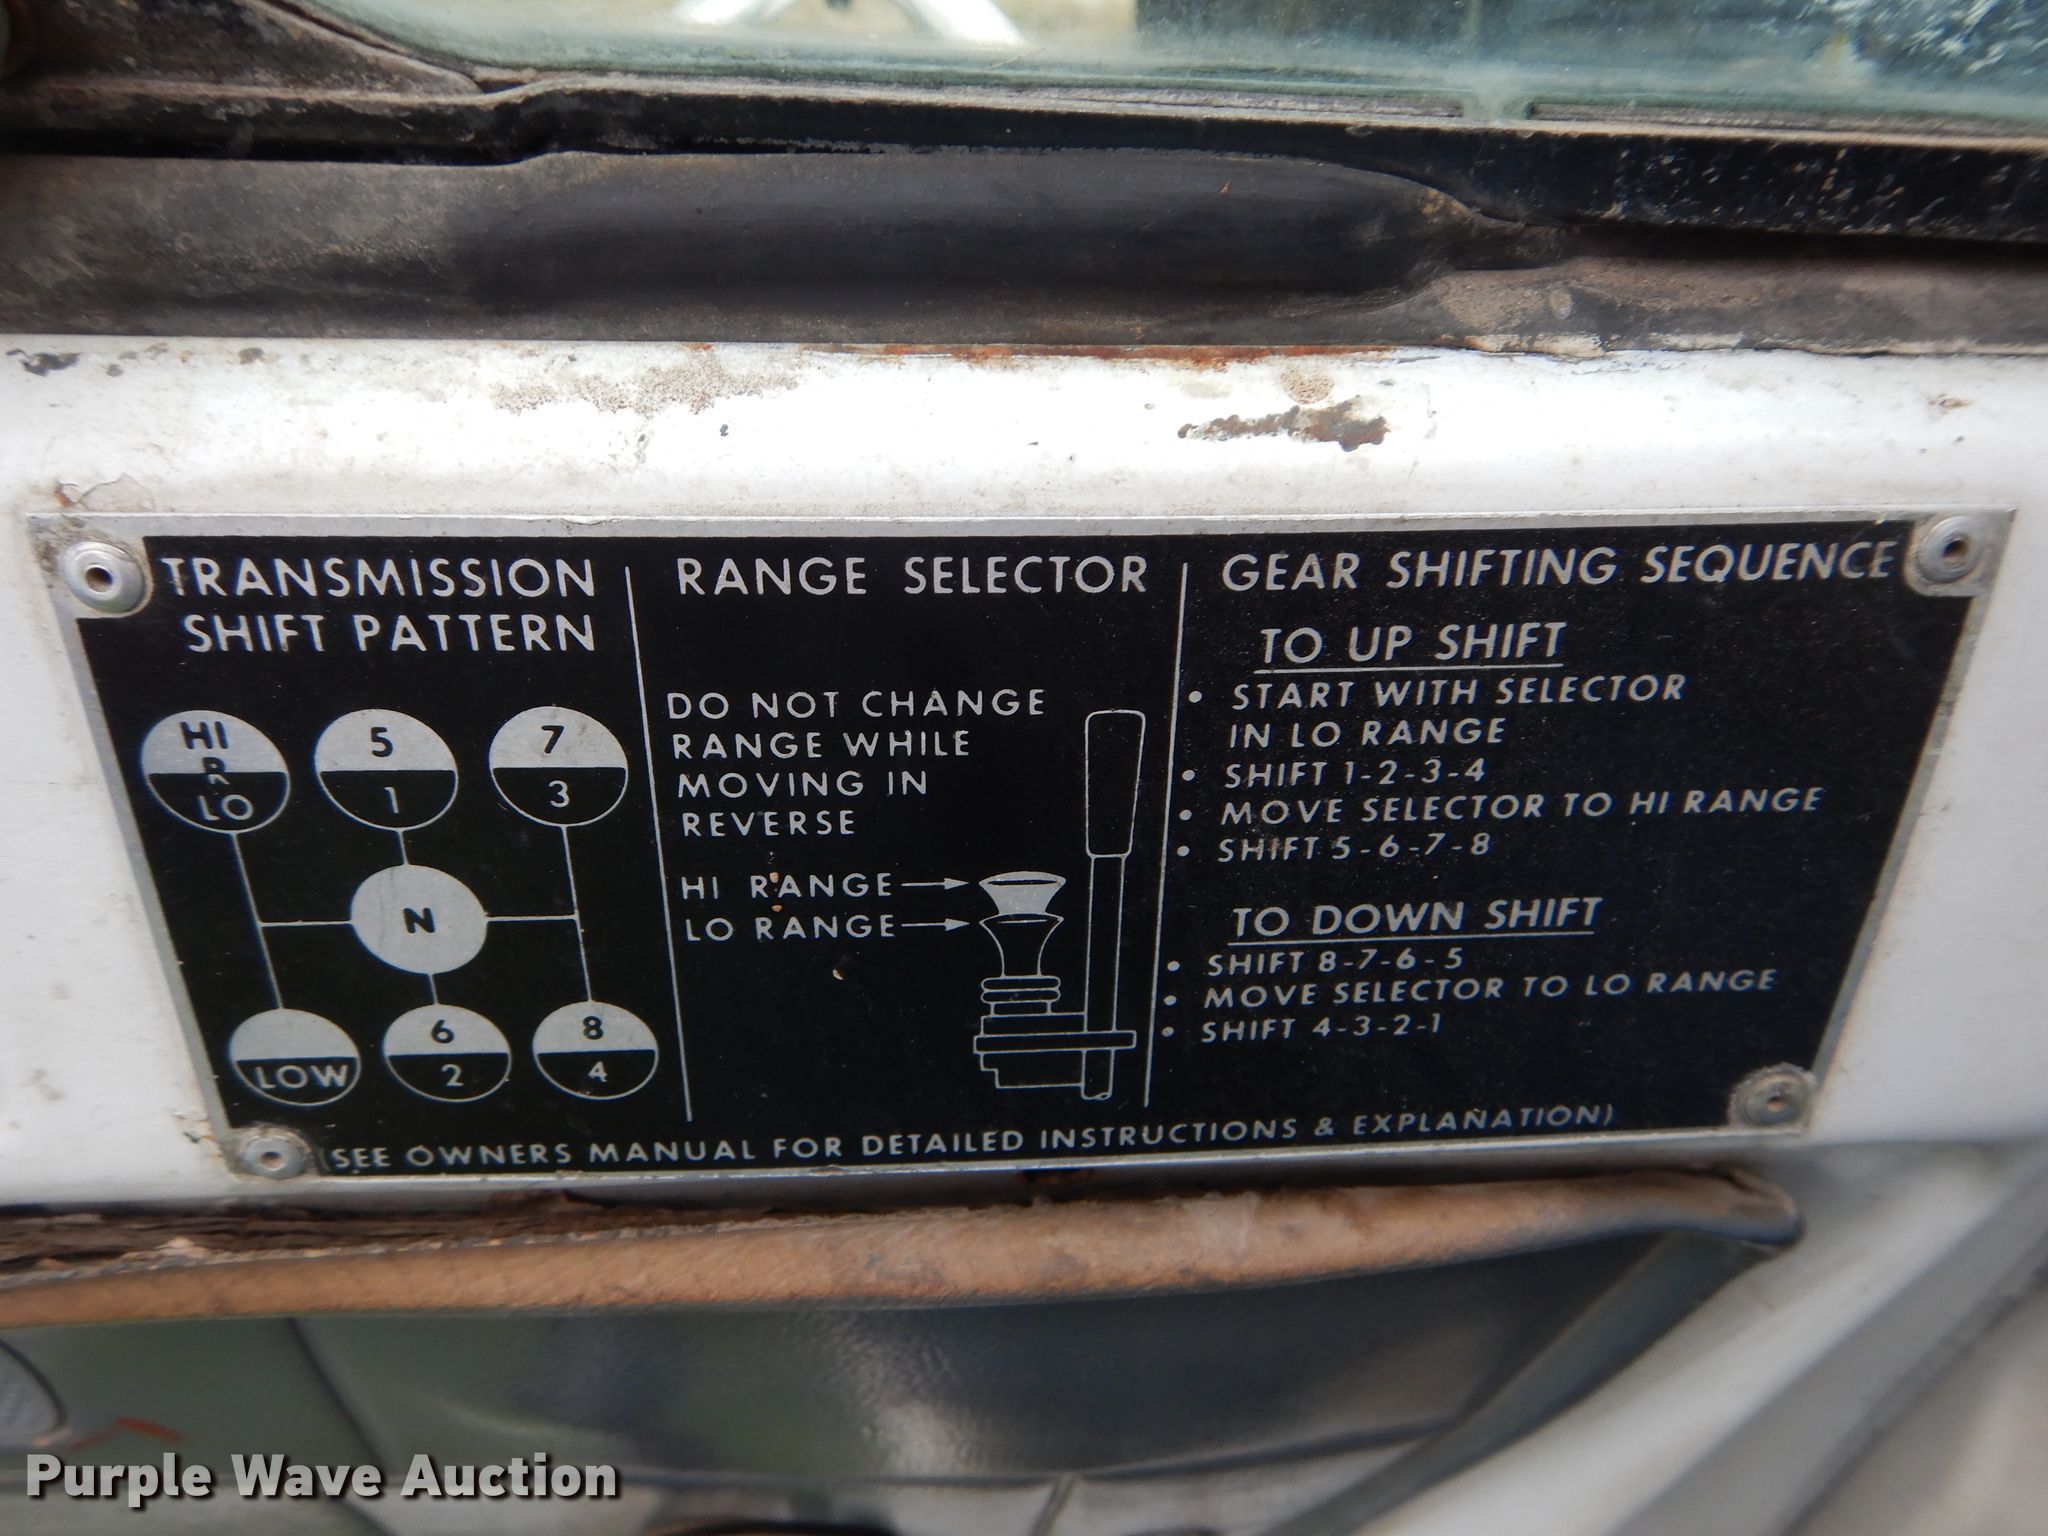 TRANSMISSION
SHIFT PATTERN
HI
R
LO
5
1
7
3
N
LOW
6
2
8
4
RANGE SELECTOR
DO NOT CHANGE
RANGE WHILE
MOVING IN
REVERSE
HI RANGE
LO RANGE
GEAR SHIFTING SEQUENCE
TO UP SHIFT
• START WITH SELECTOR
IN LO RANGE
• SHIFT 1-2-3-4
• MOVE SELECTOR TO HI RANGE
• SHIFT 5-6-7-8
TO DOWN SHIFT
• SHIFT 8-7-6-5
• MOVE SELECTOR TO LO RANGE
• SHIFT 4-3-2-1
(SEE OWNERS MANUAL FOR DETAILED INSTRUCTIONS & EXPLANATION)
Purple Wave Auction